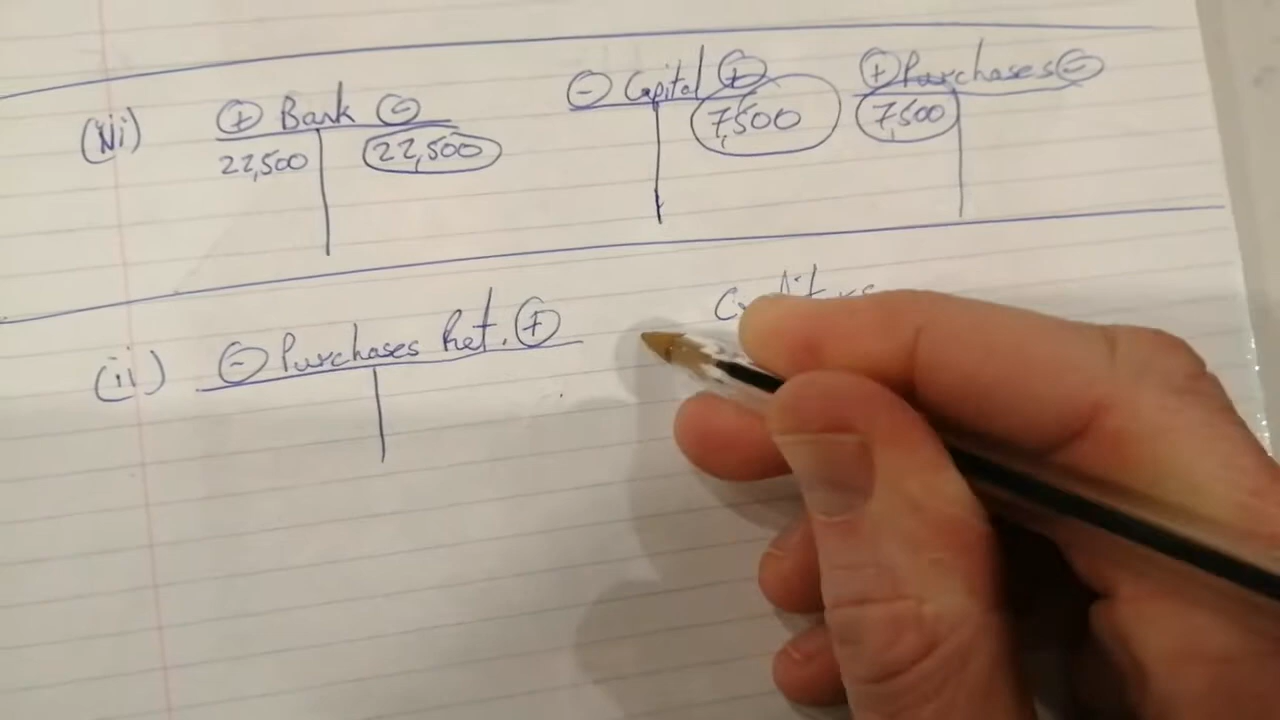 (vi) + Bank - - Capital + + Purchases -
22,500 22,500 7,500 7,500
(ii) - Purchases Ret. +